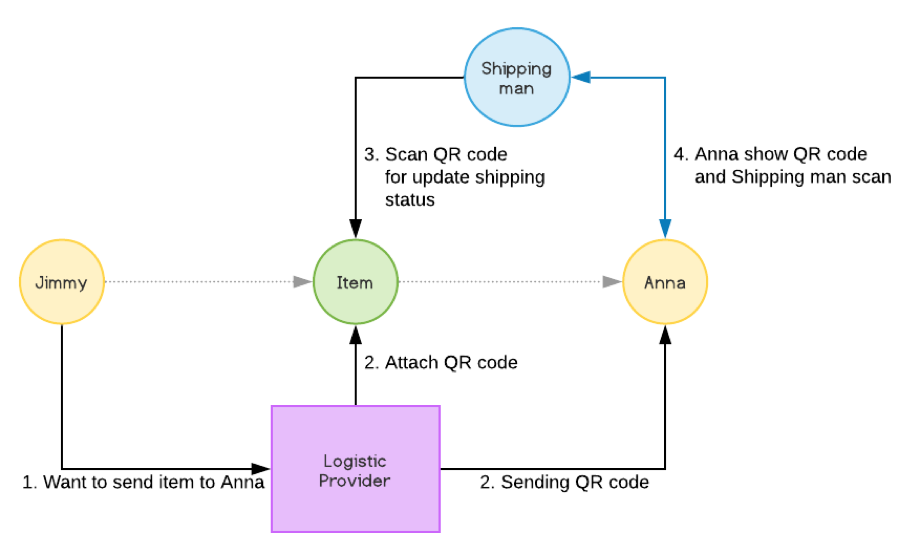 Shipping
man
3. Scan QR code
for update shipping
status
4. Anna show QR code
and Shipping man scan
Jimmy
Item
Anna
2. Attach QR code
Logistic
Provider
1. Want to send item to Anna
2. Sending QR code